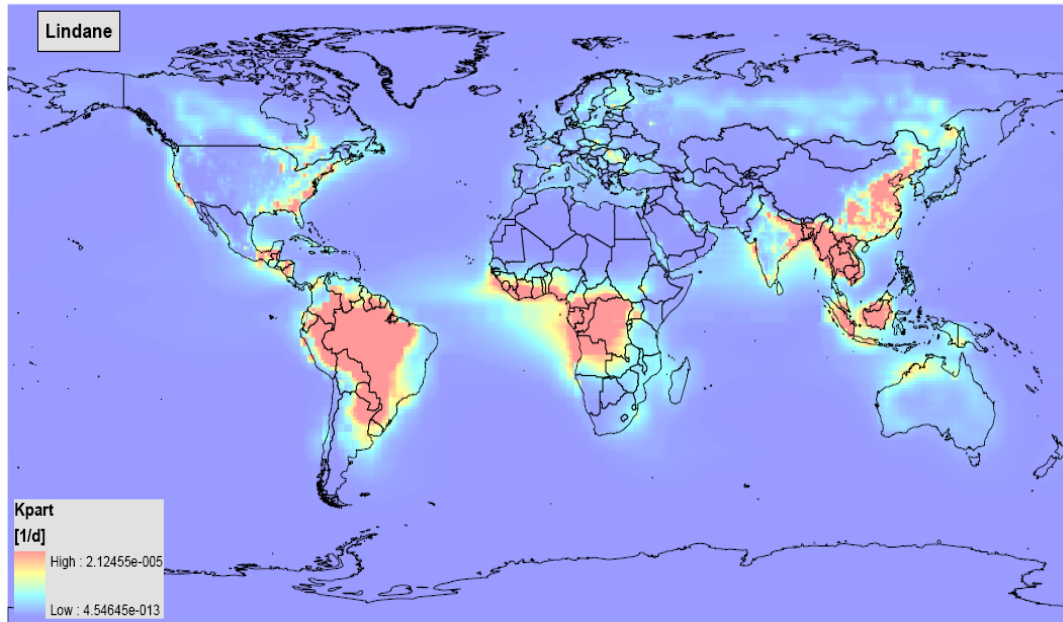 Lindane
Kpart
[1/d]
High : 2.12455e-005
Low : 4.54645e-013